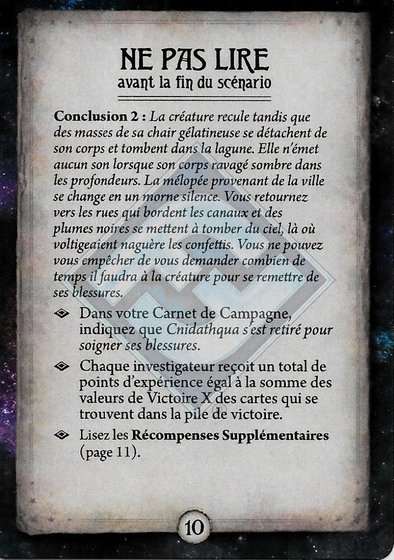 NE PAS LIRE
avant la fin du scénario
Conclusion 2 : La créature recule tandis que
des masses de sa chair gélatineuse se détachent de
son corps et tombent dans la lagune. Elle n'émet
aucun son lorsque son corps ravagé sombre dans
les profondeurs. La mélopée provenant de la ville
se change en un morne silence. Vous retournez
vers les rues qui bordent les canaux et des
plumes noires se mettent à tomber du ciel, là où
voltigeaient naguère les confettis. Vous ne pouvez
vous empêcher de vous demander combien de
temps il faudra à la créature pour se remettre de
ses blessures.
Dans votre Carnet de Campagne,
indiquez que Cnidathqua s'est retiré pour
soigner ses blessures.
Chaque investigateur reçoit un total de
points d'expérience égal à la somme des
valeurs de Victoire X des cartes qui se
trouvent dans la pile de victoire.
Lisez les Récompenses Supplémentaires
(page 11).
10